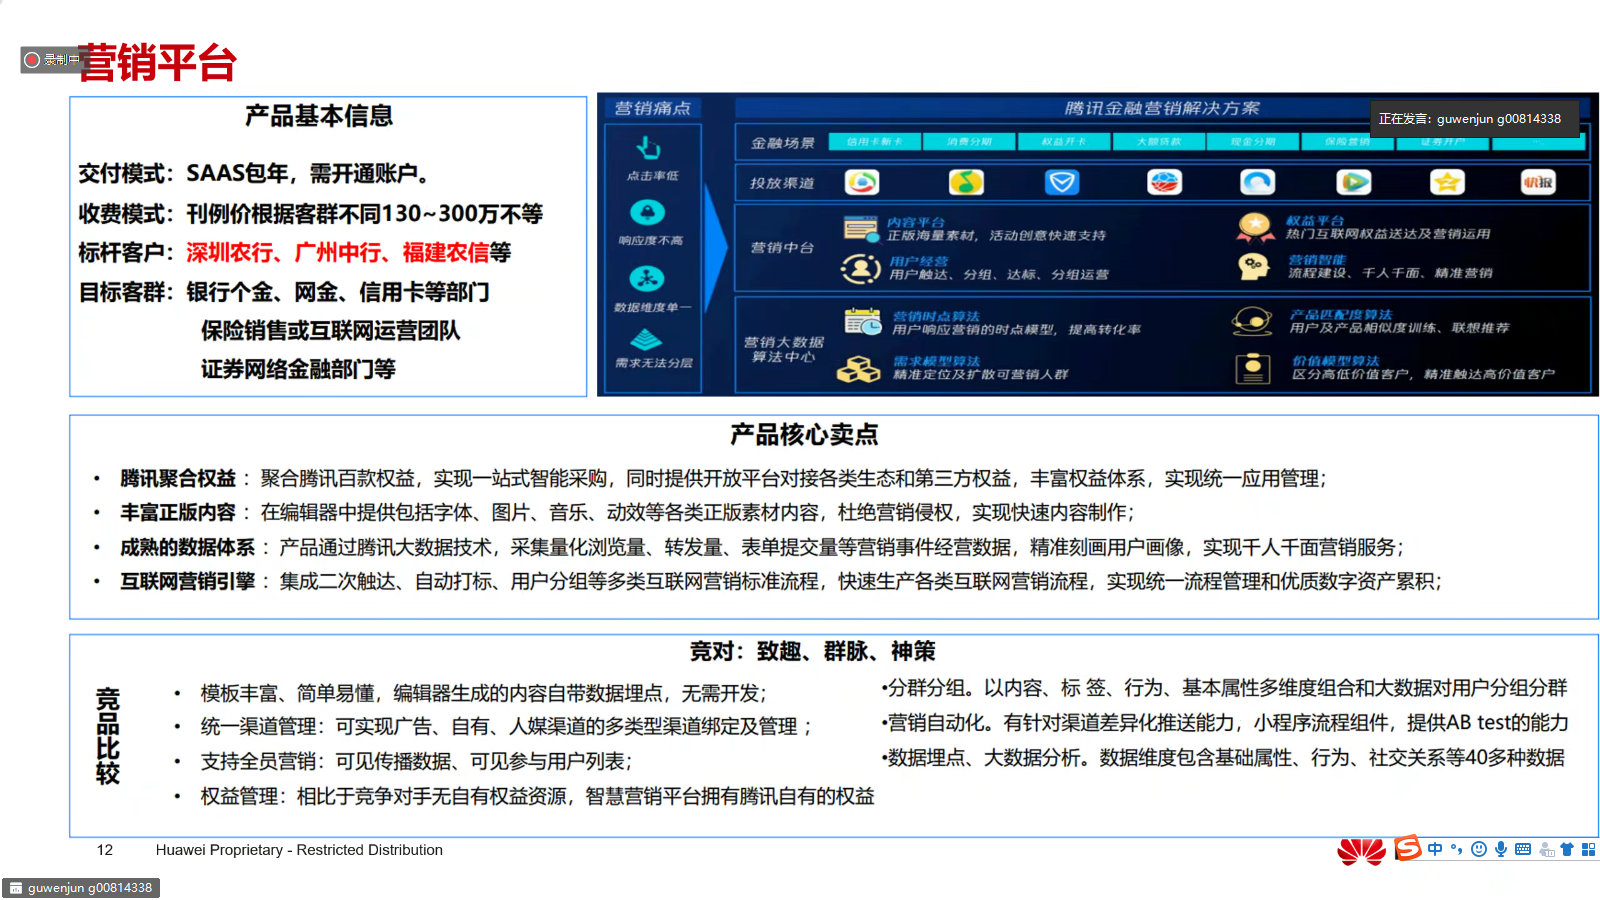 录制中
营销平台
产品基本信息
交付模式：SAAS包年，需开通账户。
收费模式：刊例价根据客群不同130~300万不等
标杆客户：深圳农行、广州中行、福建农信等
目标客群：银行个金、网金、信用卡等部门
保险销售或互联网运营团队
证券网络金融部门等
营销痛点
点击率低
响应度不高
数据维度单一
需求无法分层
腾讯金融营销解决方案
正在发言：guwenjun g00814338
金融场景
信用卡新卡
消费分期
权益开卡
大额贷款
现金分期
保险营销
证券开户
投放渠道
快报
营销中台
内容平台
正版海量素材，活动创意快速支持
权益平台
热门互联网权益送达及营销运用
用户经营
用户触达、分组、达标、分组运营
营销智能
流程建设、千人千面、精准营销
营销大数据
算法中心
营销时点算法
用户响应营销的时点模型，提高转化率
产品匹配度算法
用户及产品相似度训练、联想推荐
需求模型算法
精准定位及扩散可营销人群
价值模型算法
区分高低价值客户，精准触达高价值客户
产品核心卖点
• 腾讯聚合权益 ：聚合腾讯百款权益，实现一站式智能采购，同时提供开放平台对接各类生态和第三方权益，丰富权益体系，实现统一应用管理；
• 丰富正版内容 ：在编辑器中提供包括字体、图片、音乐、动效等各类正版素材内容，杜绝营销侵权，实现快速内容制作；
• 成熟的数据体系 ：产品通过腾讯大数据技术，采集量化浏览量、转发量、表单提交量等营销事件经营数据，精准刻画用户画像，实现千人千面营销服务；
• 互联网营销引擎 ：集成二次触达、自动打标、用户分组等多类互联网营销标准流程，快速生产各类互联网营销流程，实现统一流程管理和优质数字资产累积；
竞对：致趣、群脉、神策
竞品比较
• 模板丰富、简单易懂，编辑器生成的内容自带数据埋点，无需开发；
• 统一渠道管理：可实现广告、自有、人媒渠道的多类型渠道绑定及管理 ；
• 支持全员营销：可见传播数据、可见参与用户列表；
• 权益管理：相比于竞争对手无自有权益资源，智慧营销平台拥有腾讯自有的权益
•分群分组。以内容、标 签、行为、基本属性多维度组合和大数据对用户分组分群
•营销自动化。有针对渠道差异化推送能力，小程序流程组件，提供AB test的能力
•数据埋点、大数据分析。数据维度包含基础属性、行为、社交关系等40多种数据
12
Huawei Proprietary - Restricted Distribution
中
guwenjun g00814338